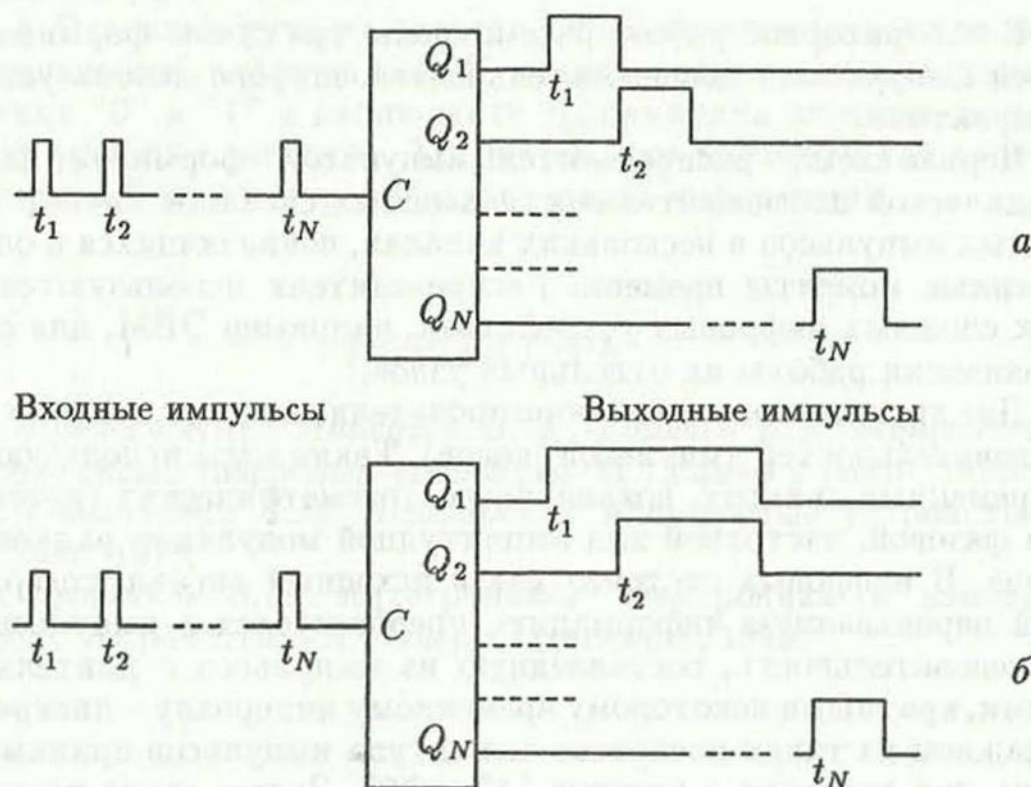 Q1
t1
Q2
t2
t1 t2 tN
C
а
QN
tN
Входные импульсы
Выходные импульсы
Q1
t1
Q2
t2
t1 t2 tN
C
б
QN
tN